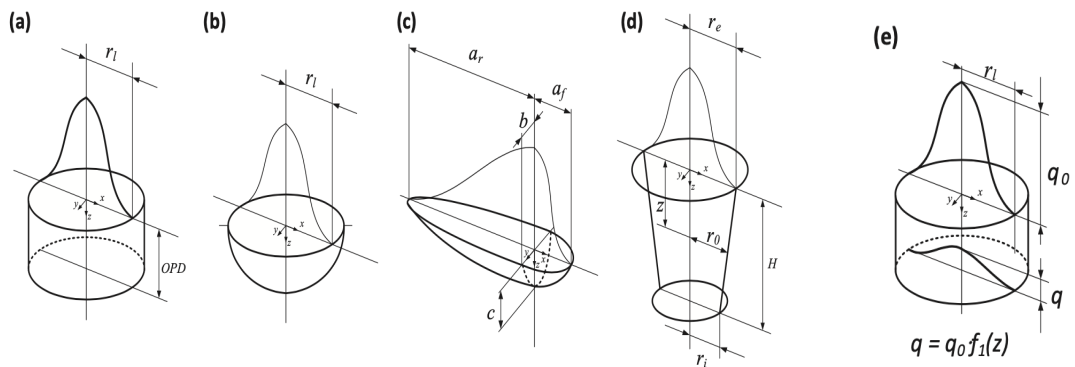 (a)
r_l
x
y
z
OPD
(b)
r_l
x
y
z
(c)
a_r
a_f
b
x
y
z
c
(d)
r_e
x
y
z
z
r_0
H
r_i
(e)
r_l
q_0
x
y
z
q
q = q_0·f_1(z)